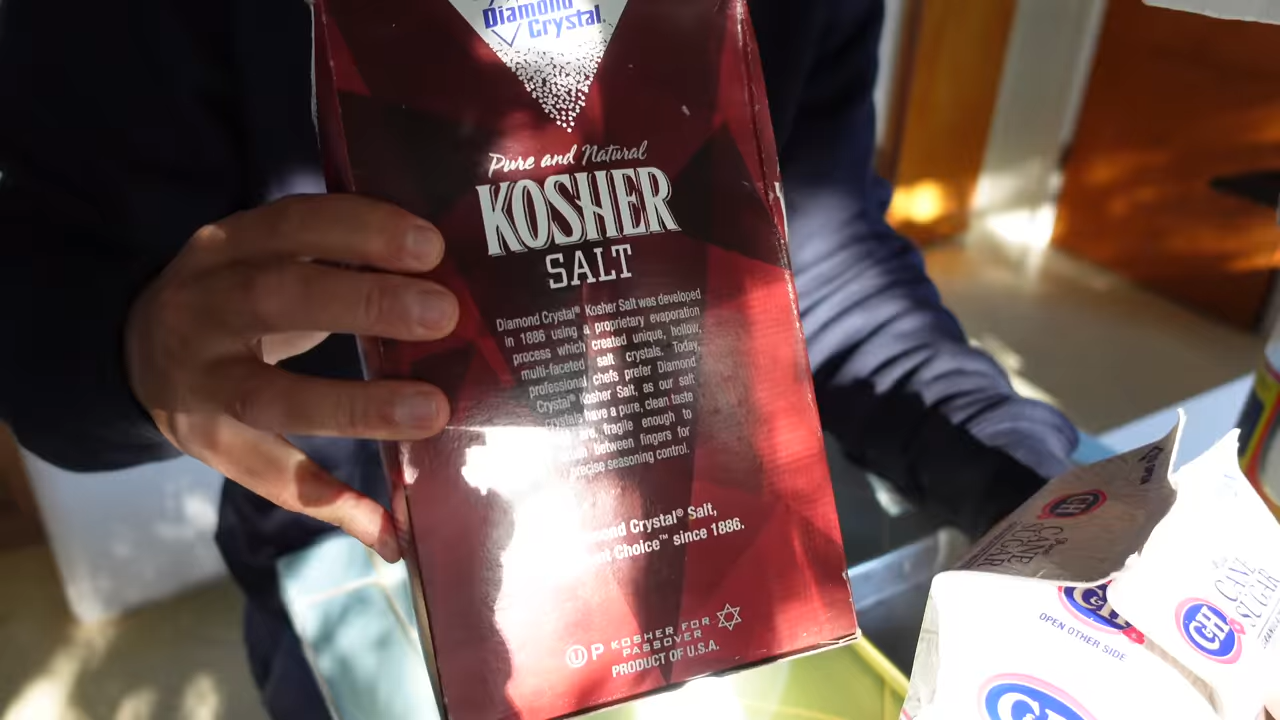 Diamond
Crystal®
Pure and Natural
KOSHER
SALT
Diamond Crystal® Kosher Salt was developed
in 1886 using a proprietary evaporation
process which created unique, hollow,
multi-faceted salt crystals. Today,
professional chefs prefer Diamond
Crystal® Kosher Salt, as our salt
crystals have a pure, clean taste
fragile enough to
between fingers for
precise seasoning control.
Crystal® Salt,
Choice™ since 1886.
U P KOSHER FOR
PASSOVER
PRODUCT OF U.S.A.
OPEN
C&H
Pure
CANE
SUGAR
C&H
OPEN OTHER SIDE
C&H
CANE
SUGAR
C&H